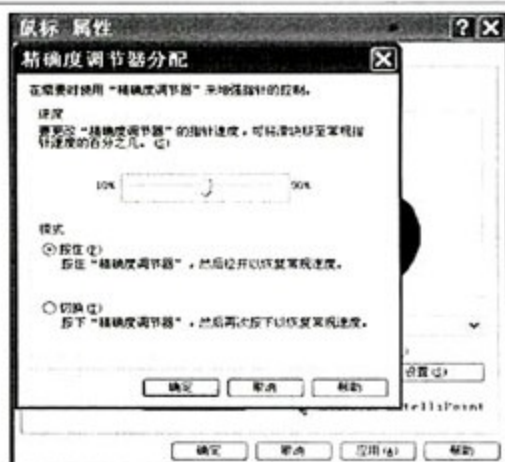 鼠标 属性
精确度调节器分配
在需要时使用“精确度调节器”来增强指针的控制。
速度
要更改“精确度调节器”的指针速度，可将滑块移至常规指
针速度的百分之几。(C)
10%
90%
模式
按住(P)
按住“精确度调节器”，然后松开以恢复常规速度。
切换(T)
按下“精确度调节器”，然后再次按下以恢复常规速度。
确定
取消
帮助
设置(S)
IntelliPoint
确定
取消
应用(A)
帮助